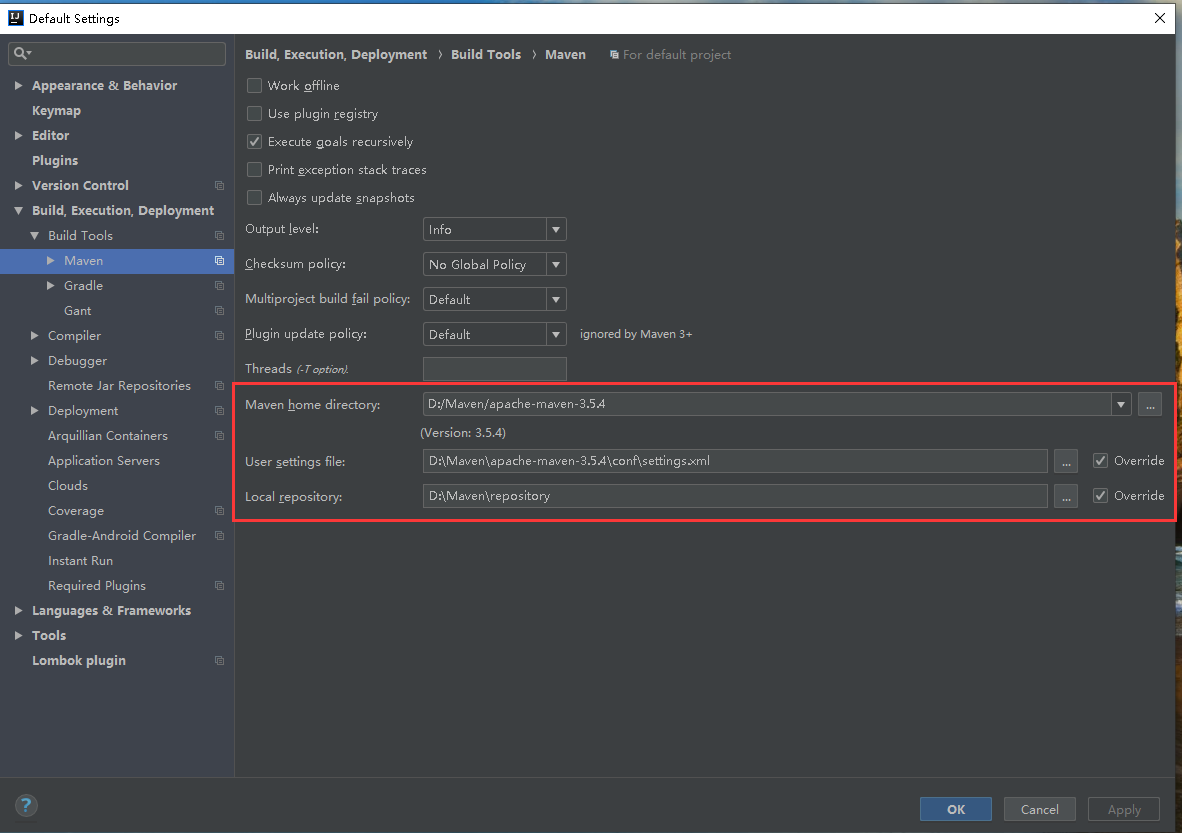 Default Settings
Appearance & Behavior
Keymap
Editor
Plugins
Version Control
Build, Execution, Deployment
Build Tools
Maven
Gradle
Gant
Compiler
Debugger
Remote Jar Repositories
Deployment
Arquillian Containers
Application Servers
Clouds
Coverage
Gradle-Android Compiler
Instant Run
Required Plugins
Languages & Frameworks
Tools
Lombok plugin
Build, Execution, Deployment › Build Tools › Maven For default project
Work offline
Use plugin registry
Execute goals recursively
Print exception stack traces
Always update snapshots
Output level: Info
Checksum policy: No Global Policy
Multiproject build fail policy: Default
Plugin update policy: Default ignored by Maven 3+
Threads (-T option).
Maven home directory: D:/Maven/apache-maven-3.5.4 ...
(Version: 3.5.4)
User settings file: D:\Maven\apache-maven-3.5.4\conf\settings.xml ... Override
Local repository: D:\Maven\repository ... Override
? OK Cancel Apply